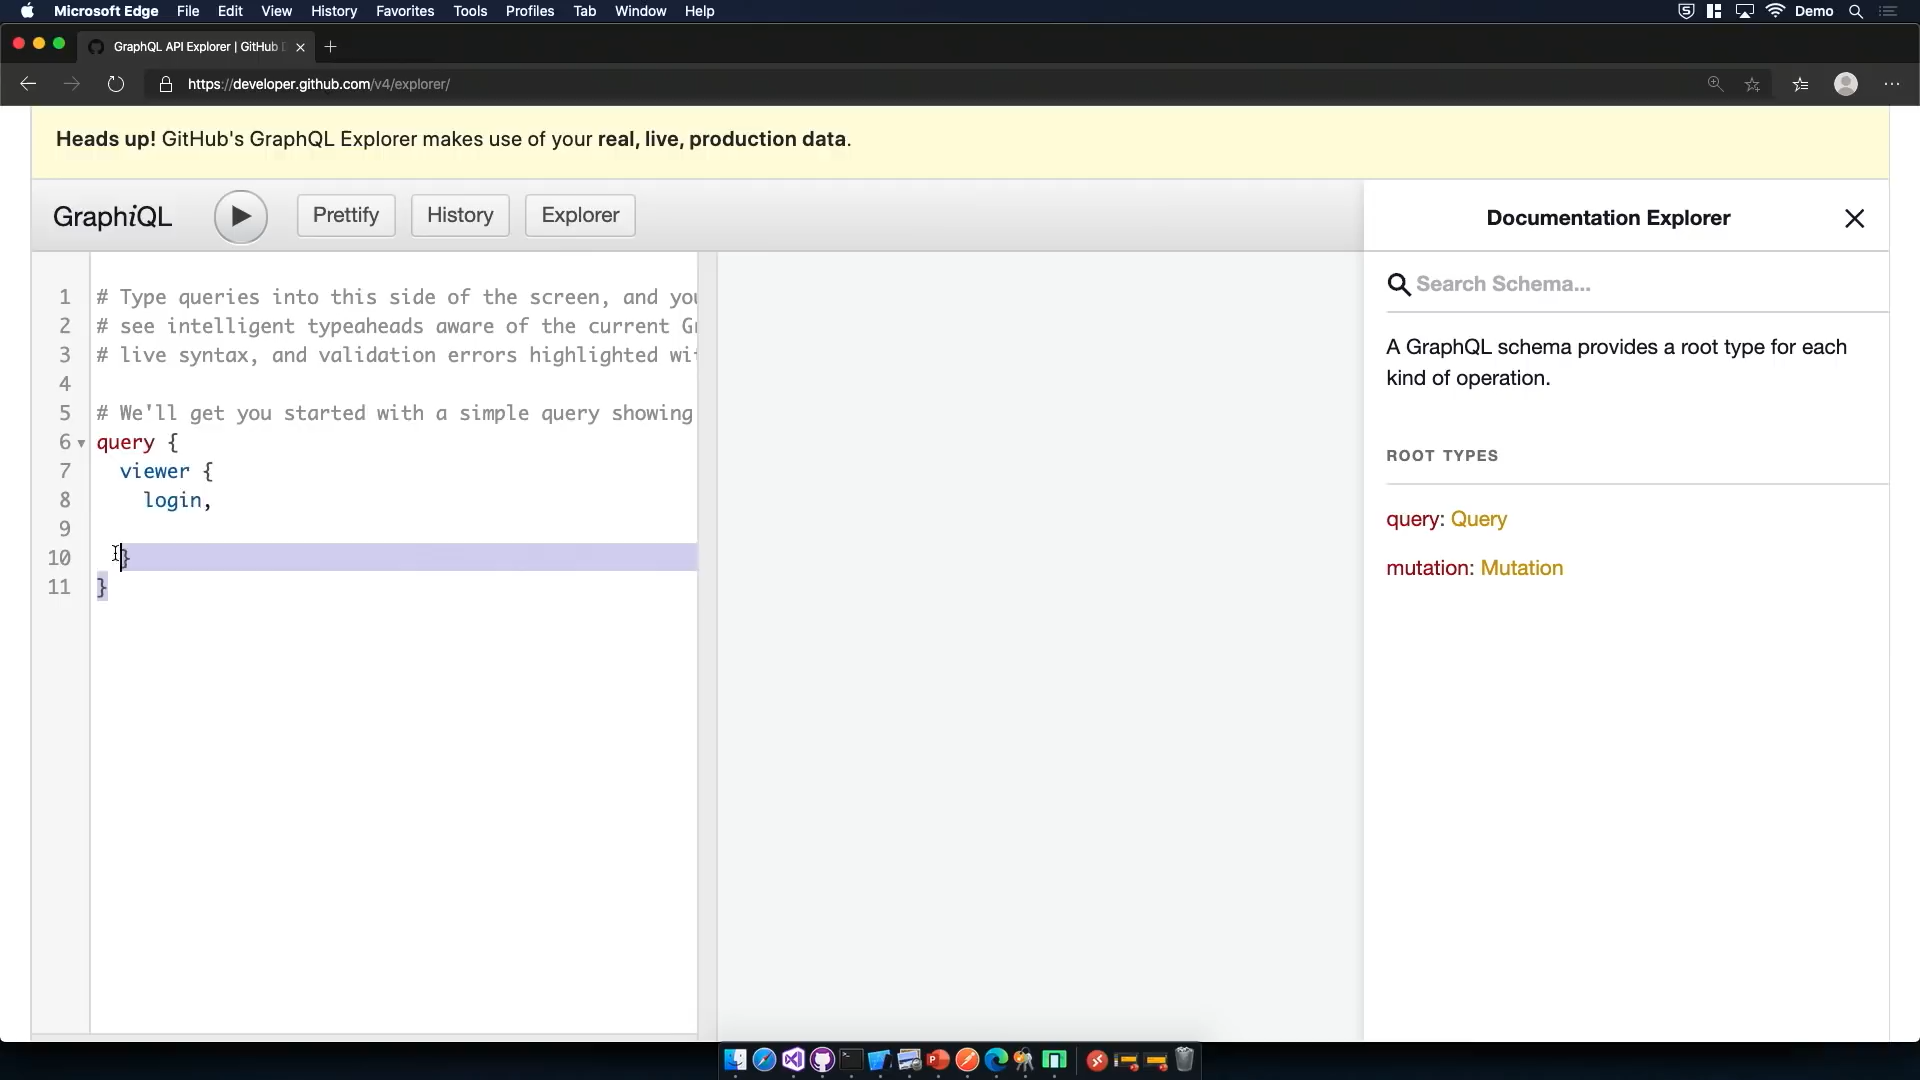 Microsoft Edge File Edit View History Favorites Tools Profiles Tab Window Help
Demo
GraphQL API Explorer | GitHub
https://developer.github.com/v4/explorer/
Heads up! GitHub's GraphQL Explorer makes use of your real, live, production data.
GraphiQL
Prettify
History
Explorer
Documentation Explorer
Search Schema...
A GraphQL schema provides a root type for each
kind of operation.
ROOT TYPES
query: Query
mutation: Mutation
1 # Type queries into this side of the screen, and you
2 # see intelligent typeaheads aware of the current
3 # live syntax, and validation errors highlighted
4
5 # We'll get you started with a simple query showing
6 query {
7 viewer {
8 login,
9
10 }
11 }